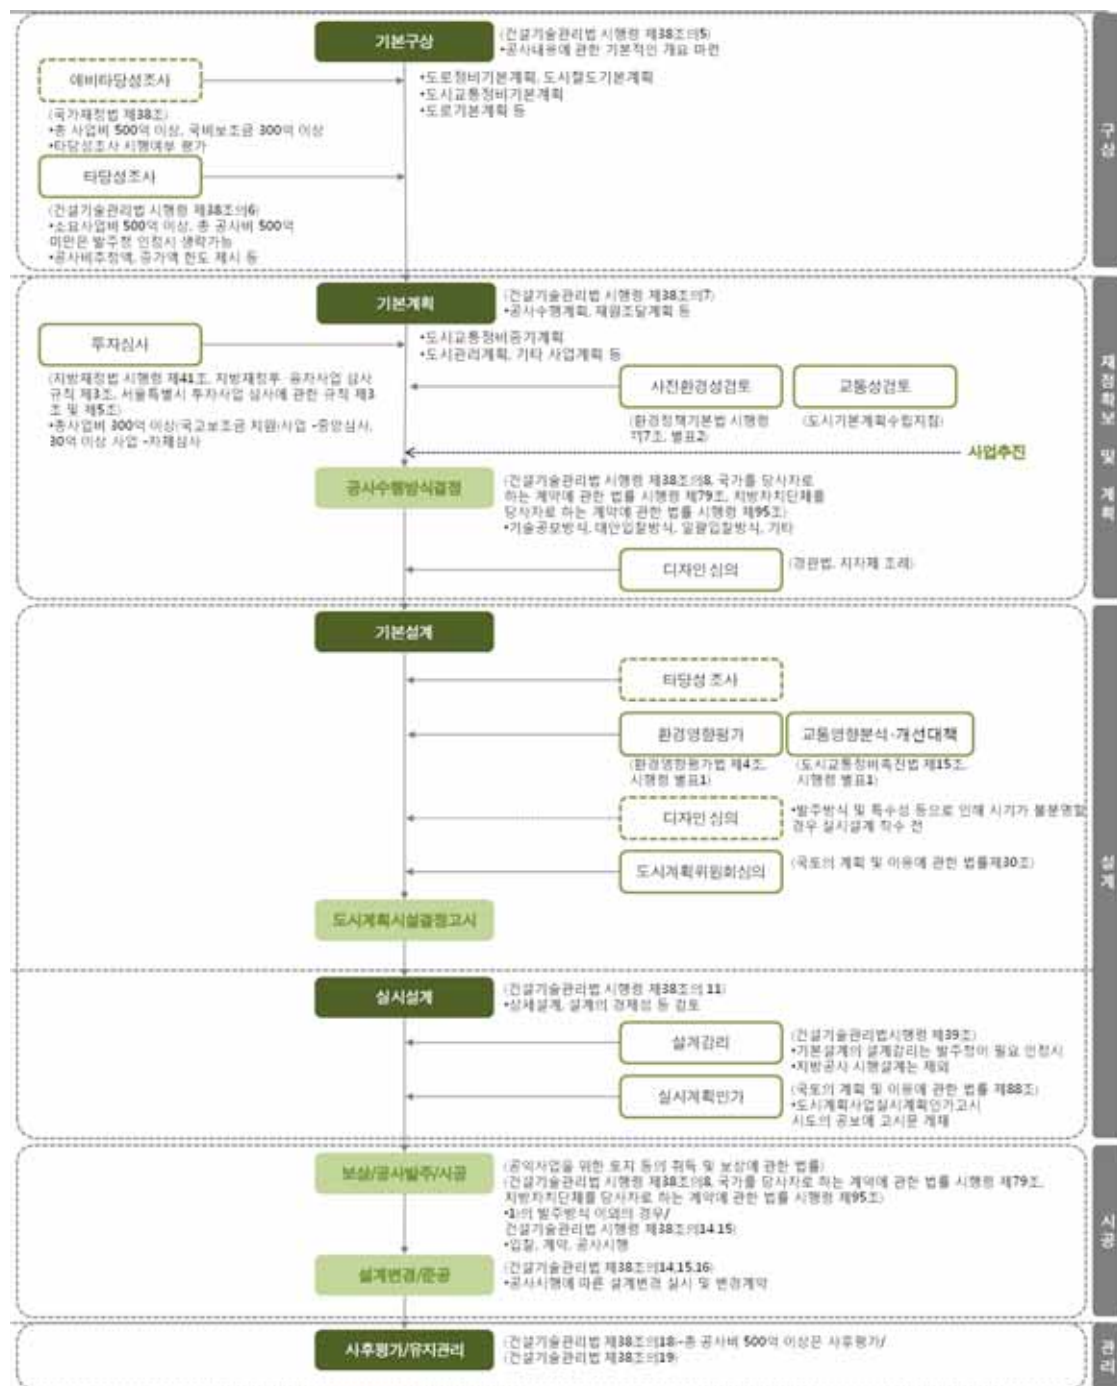 기본구상
(건설기술관리법 시행령 제38조의5)
•공사내용에 관한 기본적인 개요 마련
예비타당성조사
•도로정비기본계획, 도시철도기본계획
•도시교통정비기본계획
•도로기본계획 등
(국가재정법 제38조)
•총 사업비 500억 이상, 국비보조금 300억 이상
•타당성조사 시행여부 평가
타당성조사
(건설기술관리법 시행령 제38조의6)
•소요사업비 500억 이상, 총 공사비 500억
미만은 발주청 인정시 생략가능
•공사비추정액, 증가액 한도 제시 등
구상
기본계획
(건설기술관리법 시행령 제38조의7)
•공사수행계획, 재원조달계획 등
투자심사
•도시교통정비중기계획
•도시관리계획, 기타 사업계획 등
(지방재정법 시행령 제41조, 지방재정투·융자사업 심사
규칙 제3조, 서울특별시 투자사업 심사에 관한 규칙 제3
조 및 제5조)
•총사업비 300억 이상(국고보조금 지원)사업 -중앙심사,
30억 이상 사업 -자체심사
사전환경성검토
교통성검토
(환경정책기본법 시행령
제7조, 별표2)
(도시기본계획수립지침)
사업추진
공사수행방식결정
(건설기술관리법 시행령 제38조의8, 국가를 당사자로
하는 계약에 관한 법률 시행령 제79조, 지방자치단체를
당사자로 하는 계약에 관한 법률 시행령 제95조)
•기술공모방식, 대안입찰방식, 일괄입찰방식, 기타
디자인 심의
(경관법, 지자체 조례)
재정확보 및 계획
기본설계
타당성 조사
환경영향평가
교통영향분석·개선대책
(환경영향평가법 제4조,
시행령 별표1)
(도시교통정비촉진법 제15조,
시행령 별표1)
디자인 심의
•발주방식 및 특수성 등으로 인해 시기가 불분명할
경우 실시설계 착수 전
도시계획위원회심의
(국토의 계획 및 이용에 관한 법률제30조)
도시계획시설결정고시
설계
실시설계
(건설기술관리법 시행령 제38조의 11)
•상세설계, 설계의 경제성 등 검토
설계감리
(건설기술관리법시행령 제39조)
•기본설계의 설계감리는 발주청이 필요 인정시
•지방공사 시행설계는 제외
실시계획인가
(국토의 계획 및 이용에 관한 법률 제88조)
•도시계획사업실시계획인가고시
시도의 공보에 고시문 게재
보상/공사발주/시공
(공익사업을 위한 토지 등의 취득 및 보상에 관한 법률)
(건설기술관리법 시행령 제38조의8, 국가를 당사자로 하는 계약에 관한 법률 시행령 제79조,
지방자치단체를 당사자로 하는 계약에 관한 법률 시행령 제95조)
•1)의 발주방식 이외의 경우/
건설기술관리법 시행령 제38조의14,15)
•입찰, 계약, 공사시행
시공
설계변경/준공
(건설기술관리법 제38조의14,15,16)
•공사시행에 따른 설계변경 실시 및 변경계약
사후평가/유지관리
(건설기술관리법 제38조의18)-총 공사비 500억 이상은 사후평가/
(건설기술관리법 제38조의19)
관리